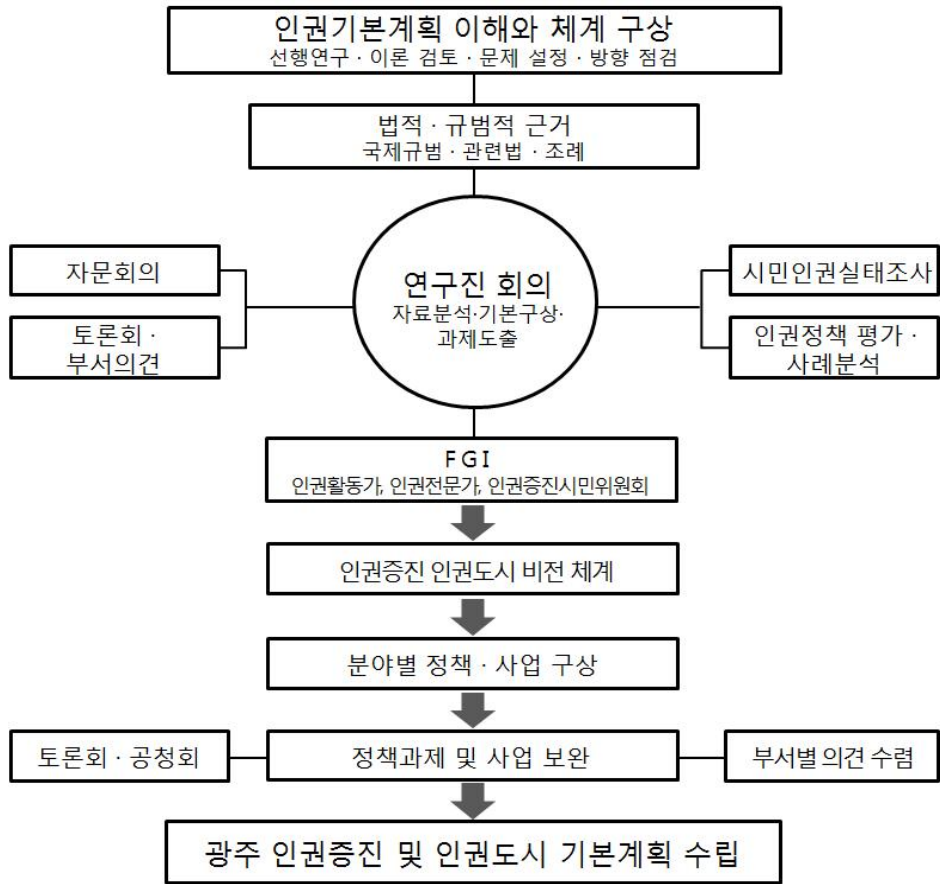 인권기본계획 이해와 체계 구상
선행연구 · 이론 검토 · 문제 설정 · 방향 점검
법적 · 규범적 근거
국제규범 · 관련법 · 조례
자문회의
토론회 ·
부서의견
연구진 회의
자료분석·기본구상·
과제도출
시민인권실태조사
인권정책 평가 ·
사례분석
FGI
인권활동가, 인권전문가, 인권증진시민위원회
인권증진 인권도시 비전 체계
분야별 정책 · 사업 구상
토론회 · 공청회
정책과제 및 사업 보완
부서별 의견 수렴
광주 인권증진 및 인권도시 기본계획 수립